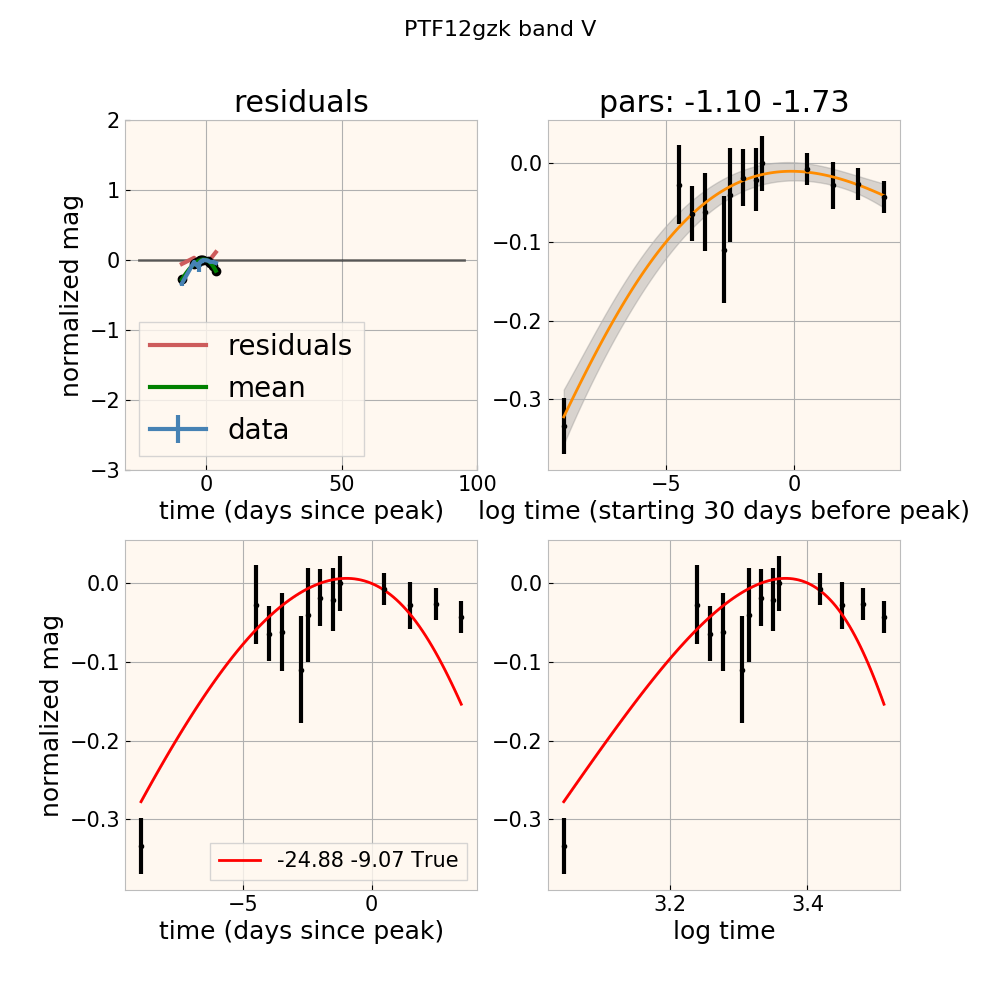 PTF12gzk band V
residuals
pars: -1.10 -1.73
2
1
0
−1
−2
−3
normalized mag
residuals
mean
data
0
50
100
time (days since peak)
0.0
−0.1
−0.2
−0.3
−5
0
log time (starting 30 days before peak)
0.0
−0.1
−0.2
−0.3
normalized mag
-24.88 -9.07 True
−5
0
time (days since peak)
0.0
−0.1
−0.2
−0.3
3.2
3.4
log time